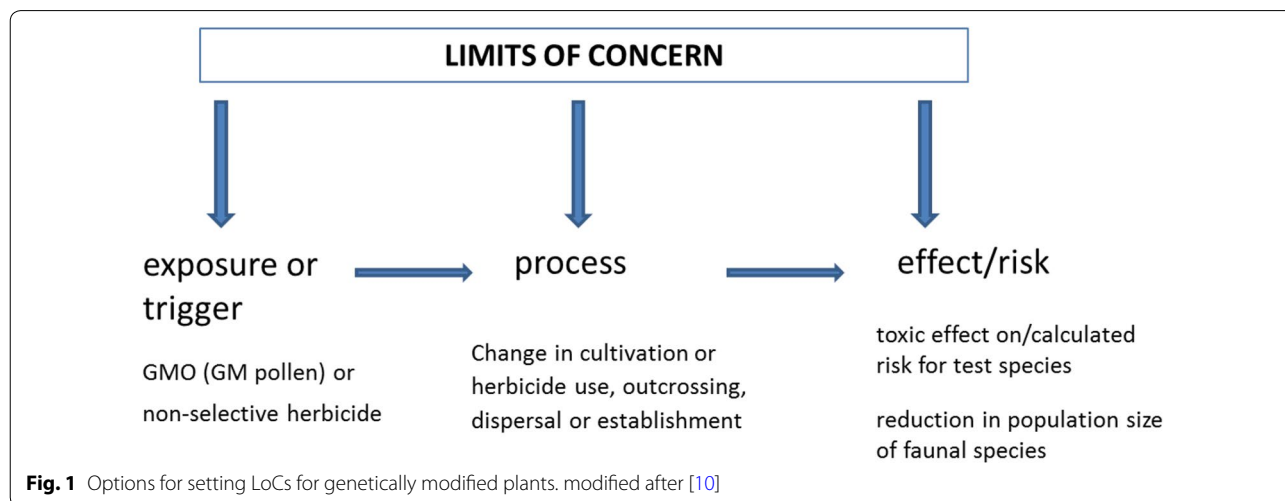 LIMITS OF CONCERN
exposure or
trigger
GMO (GM pollen) or
non-selective herbicide
process
Change in cultivation or
herbicide use, outcrossing,
dispersal or establishment
effect/risk
toxic effect on/calculated
risk for test species
reduction in population size
of faunal species
Fig. 1 Options for setting LoCs for genetically modified plants. modified after [10]